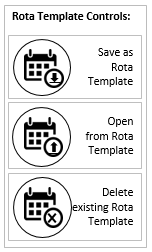 Rota Template Controls:
Save as
Rota
Template
Open
from Rota
Template
Delete
existing Rota
Template